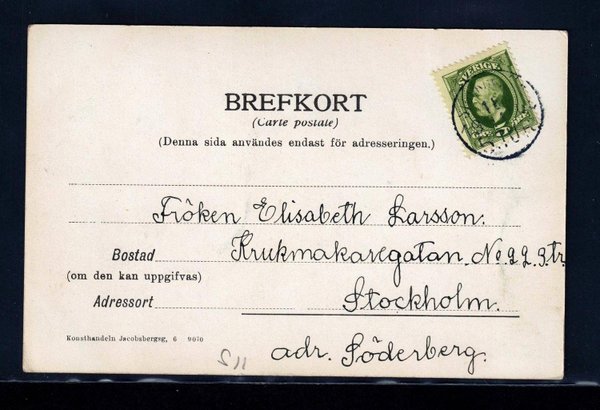 SVERIGE
BREFKORT
(Carte postale)
(Denna sida användes endast för adresseringen.)
Fröken Elisabeth Larsson.
Bostad Krukmakaregatan. No 22 3. tr.
(om den kan uppgifvas)
Adressort Stockholm.
Konsthandeln Jacobsbergsg, 6 9070
adr. Söderberg.